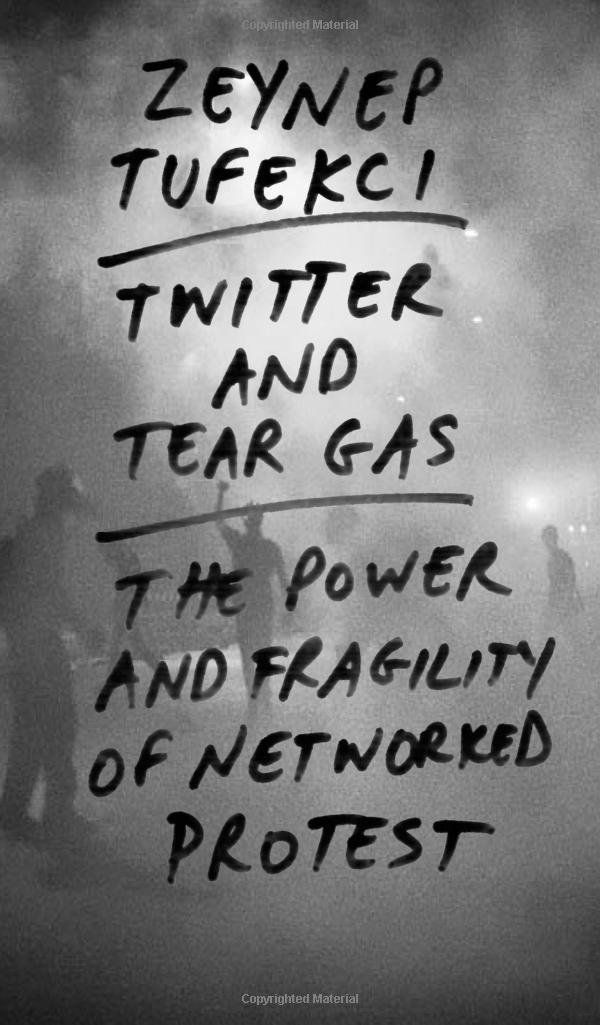 Copyrighted Material
ZEYNEP
TUFEKCI
TWITTER
AND
TEAR GAS
THE POWER
AND FRAGILITY
OF NETWORKED
PROTEST
Copyrighted Material